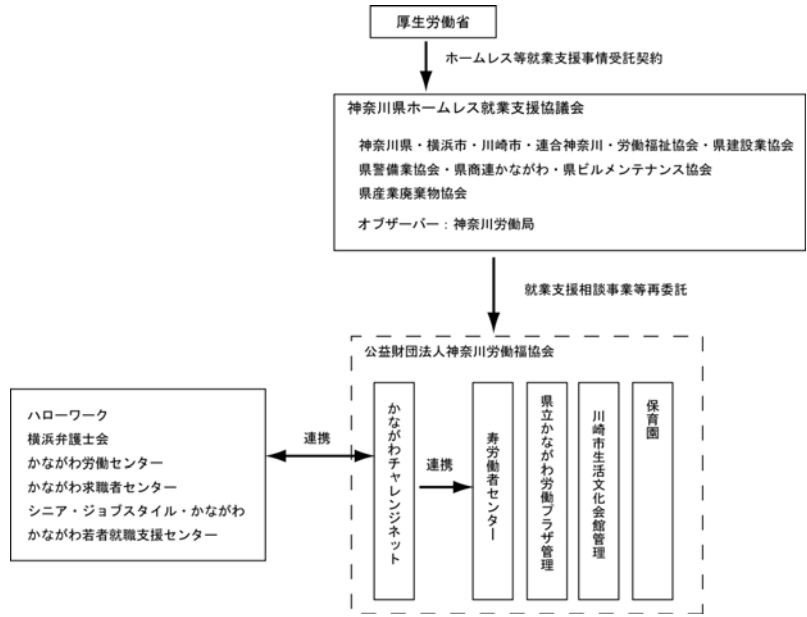 厚生労働省
ホームレス等就業支援事情受託契約
神奈川県ホームレス就業支援協議会
神奈川県・横浜市・川崎市・連合神奈川・労働福祉協会・県建設業協会
県警備業協会・県商連かながわ・県ビルメンテナンス協会
県産業廃棄物協会
オブザーバー：神奈川労働局
就業支援相談事業等再委託
公益財団法人神奈川労働福協会
ハローワーク
横浜弁護士会
かながわ労働センター
かながわ求職者センター
シニア・ジョブスタイル・かながわ
かながわ若者就職支援センター
連携
かながわチャレンジネット
連携
寿労働者センター
県立かながわ労働プラザ管理
川崎市生活文化会館管理
保育園